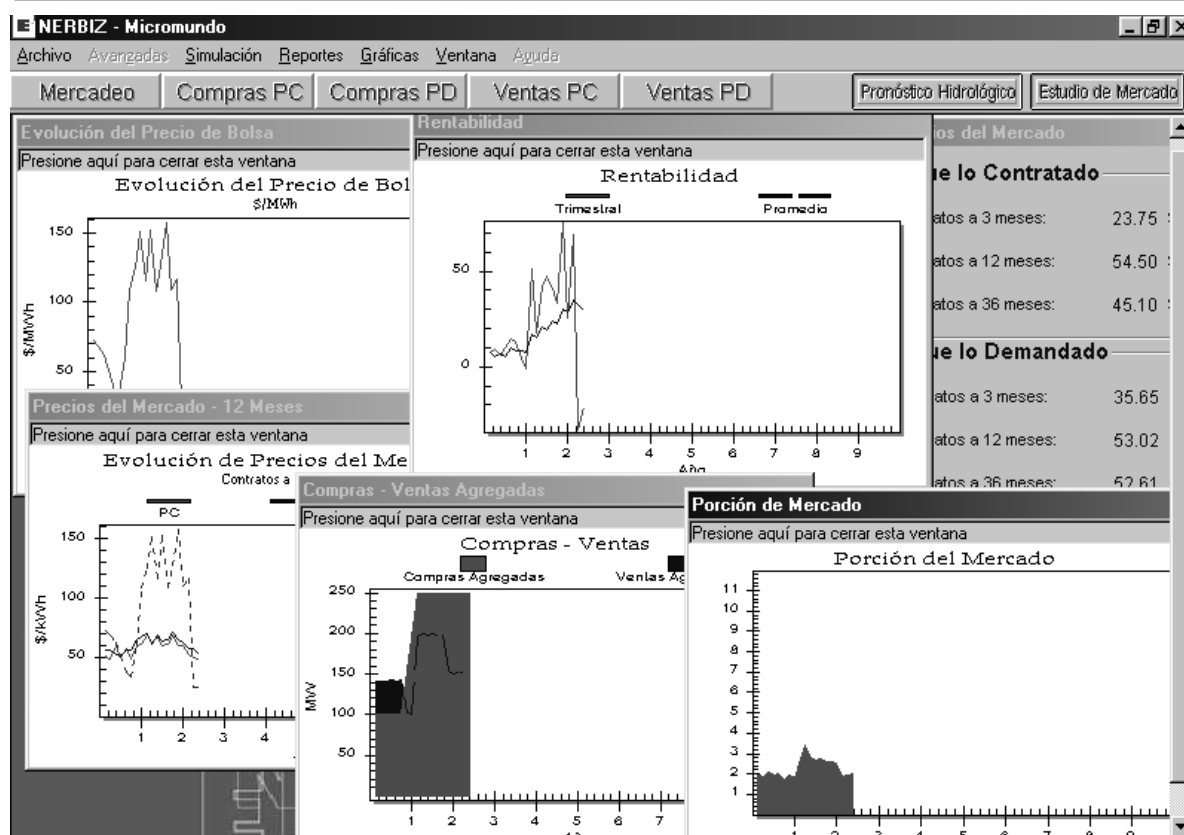 ENERBIZ - Micromundo
Archivo Avanzadas Simulación Reportes Gráficas Ventana Ayuda
Mercadeo Compras PC Compras PD Ventas PC Ventas PD Pronóstico Hidrológico Estudio de Mercado
Evolución del Precio de Bolsa
Presione aquí para cerrar esta ventana
Evolución del Precio de Bol
$/MWh
150
100
50
$/MWh
Rentabilidad
Presione aquí para cerrar esta ventana
Rentabilidad
Trimestral Promedio
50
0
1 2 3 4 5 6 7 8 9
Año
ios del Mercado
ue lo Contratado
atos a 3 meses: 23.75
atos a 12 meses: 54.50
atos a 36 meses: 45.10
ue lo Demandado
atos a 3 meses: 35.65
atos a 12 meses: 53.02
atos a 36 meses: 52.61
Precios del Mercado - 12 Meses
Presione aquí para cerrar esta ventana
Evolución de Precios del Me
Contratos a
PC
150
100
50
$/kWh
1 2 3 4
Compras - Ventas Agregadas
Presione aquí para cerrar esta ventana
Compras - Ventas
Compras Agregadas Ventas Ag
250
200
150
100
50
MW
1 2 3 4 5 6 7
Porción de Mercado
Presione aquí para cerrar esta ventana
Porción del Mercado
11
10
9
8
7
6
5
4
3
2
1
1 2 3 4 5 6 7 8 9